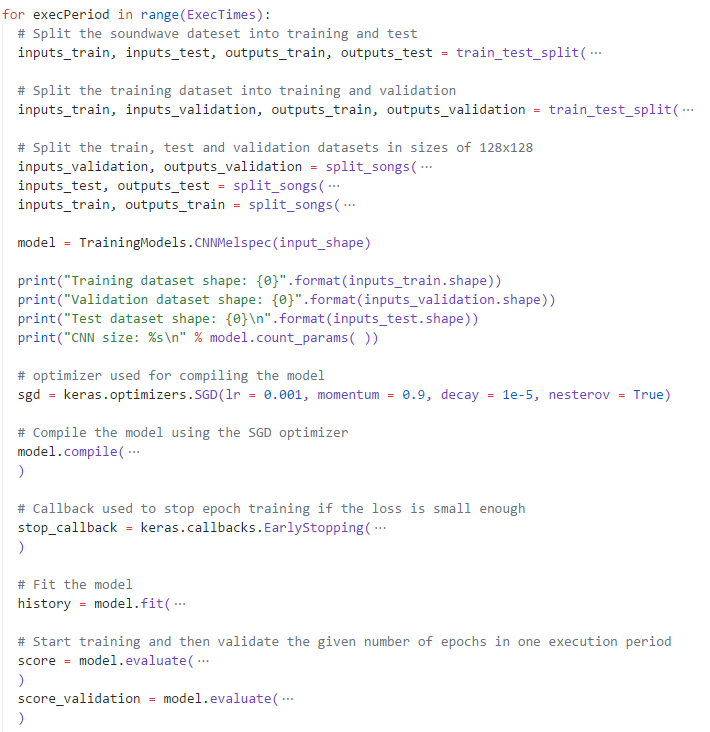 for execPeriod in range(ExecTimes):
# Split the soundwave dateset into training and test
inputs_train, inputs_test, outputs_train, outputs_test = train_test_split( ···
# Split the training dataset into training and validation
inputs_train, inputs_validation, outputs_train, outputs_validation = train_test_split( ···
# Split the train, test and validation datasets in sizes of 128x128
inputs_validation, outputs_validation = split_songs( ···
inputs_test, outputs_test = split_songs( ···
inputs_train, outputs_train = split_songs( ···
model = TrainingModels.CNNMelspec(input_shape)
print("Training dataset shape: {0}".format(inputs_train.shape))
print("Validation dataset shape: {0}".format(inputs_validation.shape))
print("Test dataset shape: {0}\n".format(inputs_test.shape))
print("CNN size: %s\n" % model.count_params( ))
# optimizer used for compiling the model
sgd = keras.optimizers.SGD(lr = 0.001, momentum = 0.9, decay = 1e-5, nesterov = True)
# Compile the model using the SGD optimizer
model.compile( ···
)
# Callback used to stop epoch training if the loss is small enough
stop_callback = keras.callbacks.EarlyStopping( ···
)
# Fit the model
history = model.fit( ···
# Start training and then validate the given number of epochs in one execution period
score = model.evaluate( ···
)
score_validation = model.evaluate( ···
)